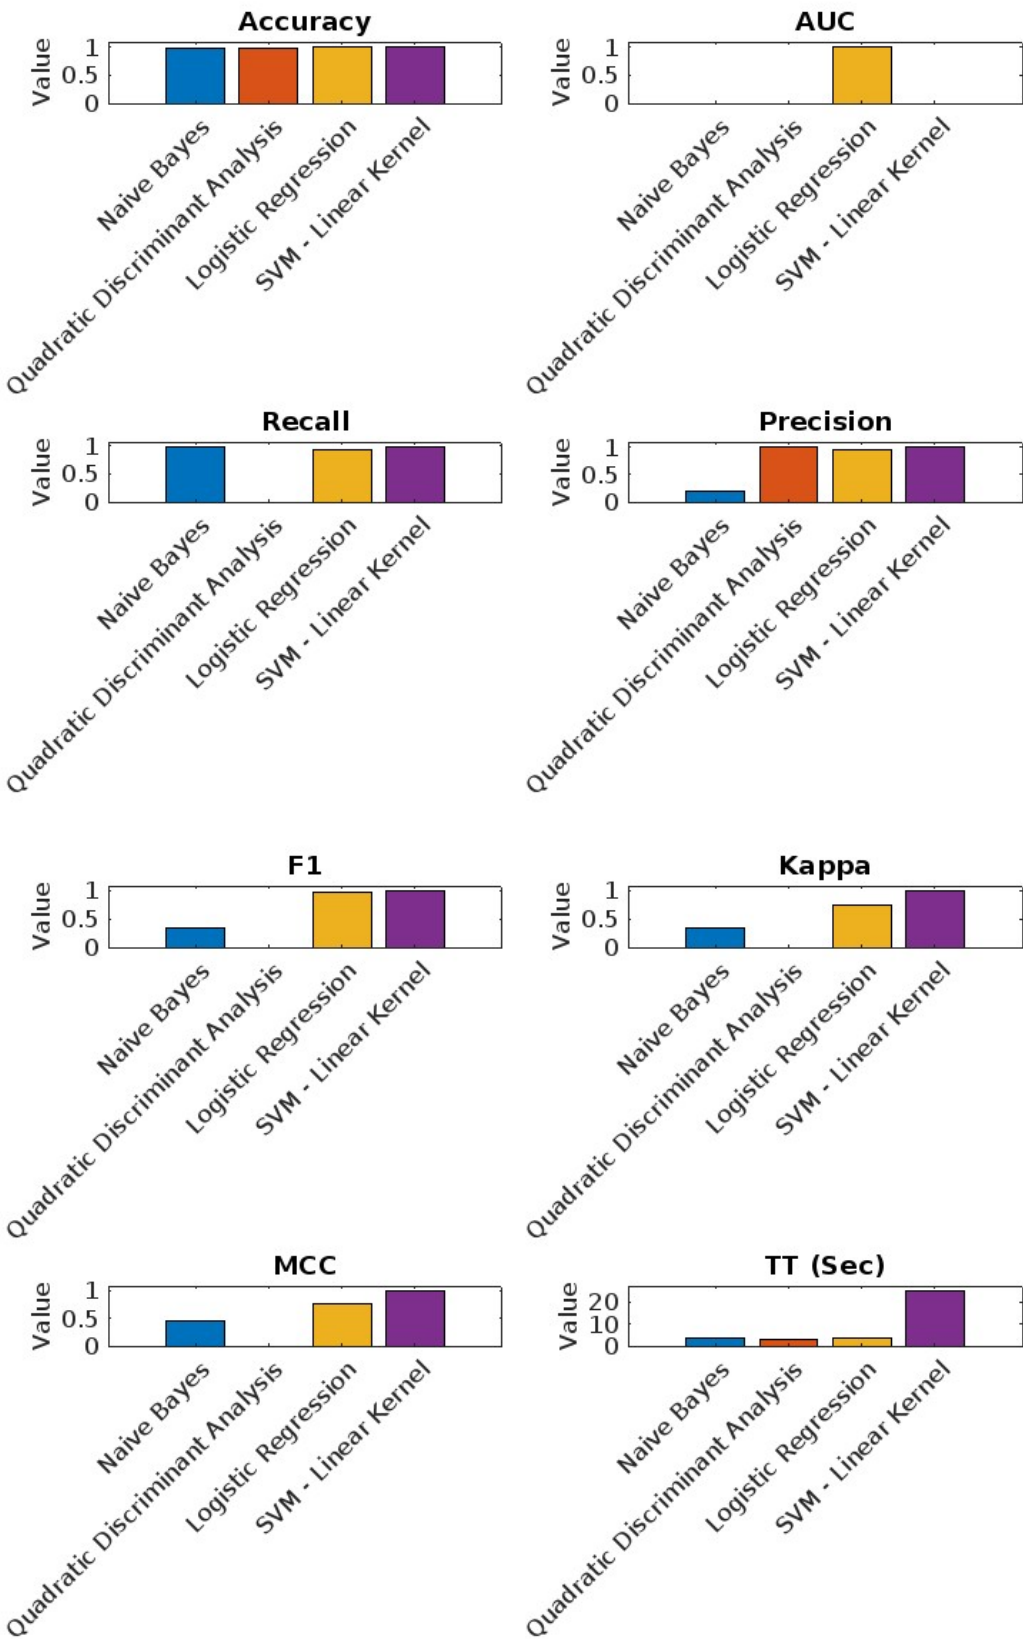 Accuracy
Value
1
0.5
0
Naive Bayes
Quadratic Discriminant Analysis
Logistic Regression
SVM - Linear Kernel
AUC
Value
1
0.5
0
Naive Bayes
Quadratic Discriminant Analysis
Logistic Regression
SVM - Linear Kernel
Recall
Value
1
0.5
0
Naive Bayes
Quadratic Discriminant Analysis
Logistic Regression
SVM - Linear Kernel
Precision
Value
1
0.5
0
Naive Bayes
Quadratic Discriminant Analysis
Logistic Regression
SVM - Linear Kernel
F1
Value
1
0.5
0
Naive Bayes
Quadratic Discriminant Analysis
Logistic Regression
SVM - Linear Kernel
Kappa
Value
1
0.5
0
Naive Bayes
Quadratic Discriminant Analysis
Logistic Regression
SVM - Linear Kernel
MCC
Value
1
0.5
0
Naive Bayes
Quadratic Discriminant Analysis
Logistic Regression
SVM - Linear Kernel
TT (Sec)
Value
20
10
0
Naive Bayes
Quadratic Discriminant Analysis
Logistic Regression
SVM - Linear Kernel